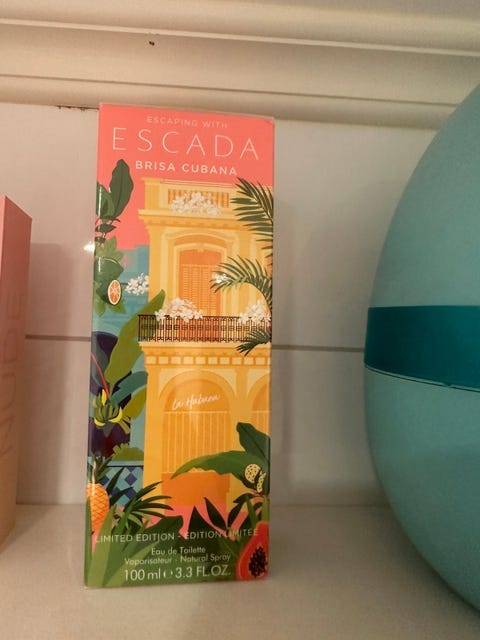 ESCAPING WITH
ESCADA
BRISA CUBANA
La Habana
LIMITED EDITION - EDITION LIMITÉE
Eau de Toilette
Vaporisateur - Natural Spray
100 ml e 3.3 FL.OZ.
NUDE